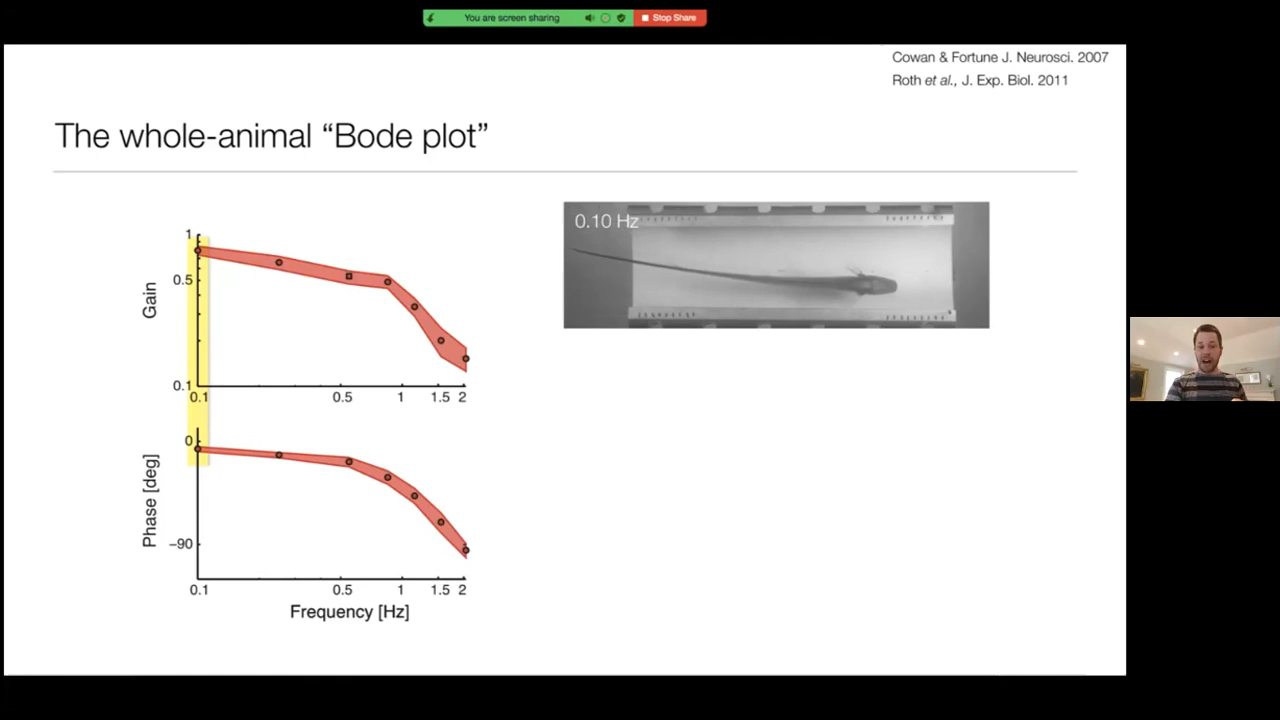 You are screen sharing
Stop Share
Cowan & Fortune J. Neurosci. 2007
Roth et al., J. Exp. Biol. 2011
The whole-animal “Bode plot”
0.10 Hz
Gain
1
0.5
0.1
0.1
0.5
1
1.5
2
Phase [deg]
0
−90
0.1
0.5
1
1.5
2
Frequency [Hz]